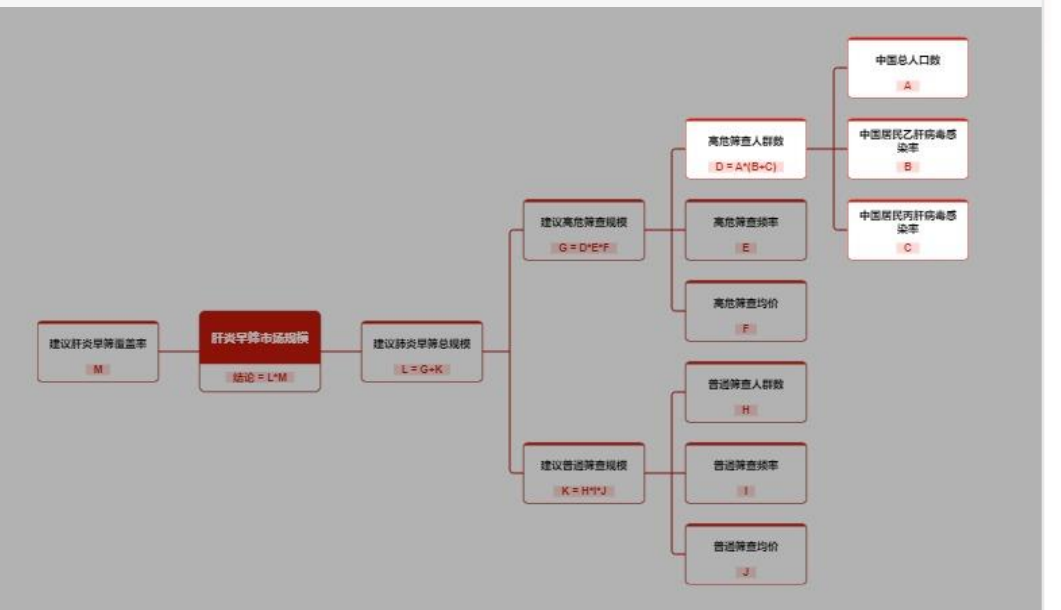 中国总人口数
A
高危筛查人群数
D = A*(B+C)
中国居民乙肝病毒感
染率
B
建议高危筛查规模
G = D*E*F
高危筛查频率
E
中国居民丙肝病毒感
染率
C
高危筛查均价
F
建议肝炎早筛覆盖率
M
肝炎早筛市场规模
结论 = L*M
建议肺炎早筛总规模
L = G+K
普通筛查人群数
H
建议普通筛查规模
K = H*I*J
普通筛查频率
I
普通筛查均价
J